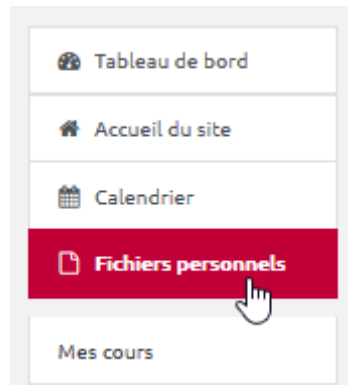 Tableau de bord
Accueil du site
Calendrier
Fichiers personnels
Mes cours